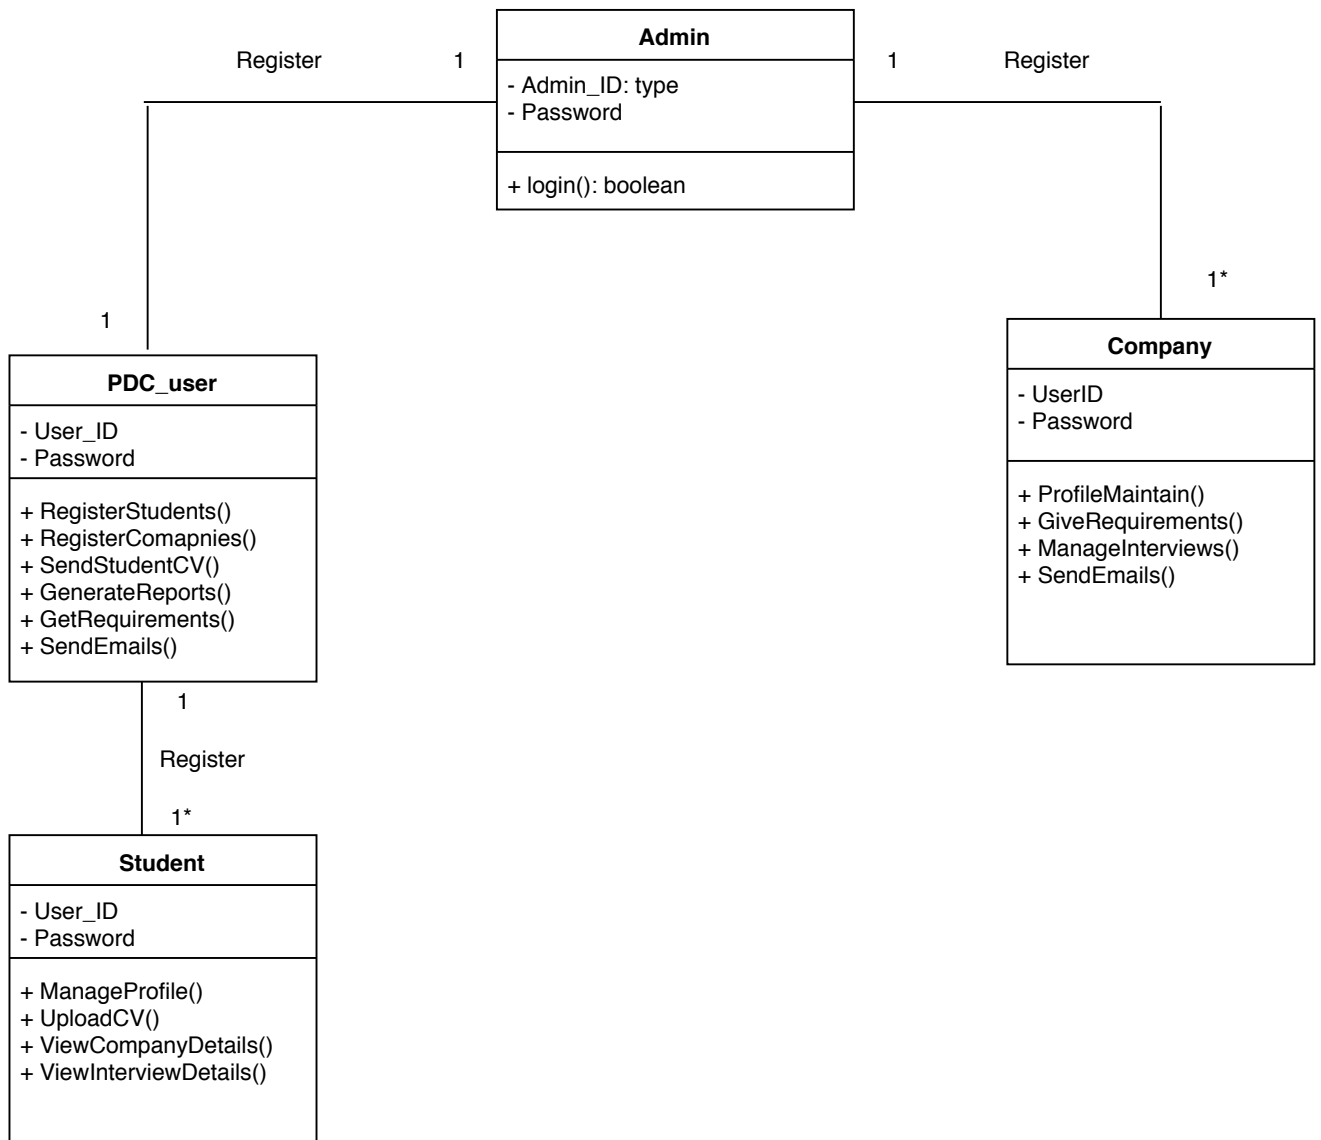 Admin
- Admin_ID: type
- Password
+ login(): boolean
Register
1
1
Register
1
1*
PDC_user
- User_ID
- Password
+ RegisterStudents()
+ RegisterComapnies()
+ SendStudentCV()
+ GenerateReports()
+ GetRequirements()
+ SendEmails()
Company
- UserID
- Password
+ ProfileMaintain()
+ GiveRequirements()
+ ManageInterviews()
+ SendEmails()
1
Register
1*
Student
- User_ID
- Password
+ ManageProfile()
+ UploadCV()
+ ViewCompanyDetails()
+ ViewInterviewDetails()